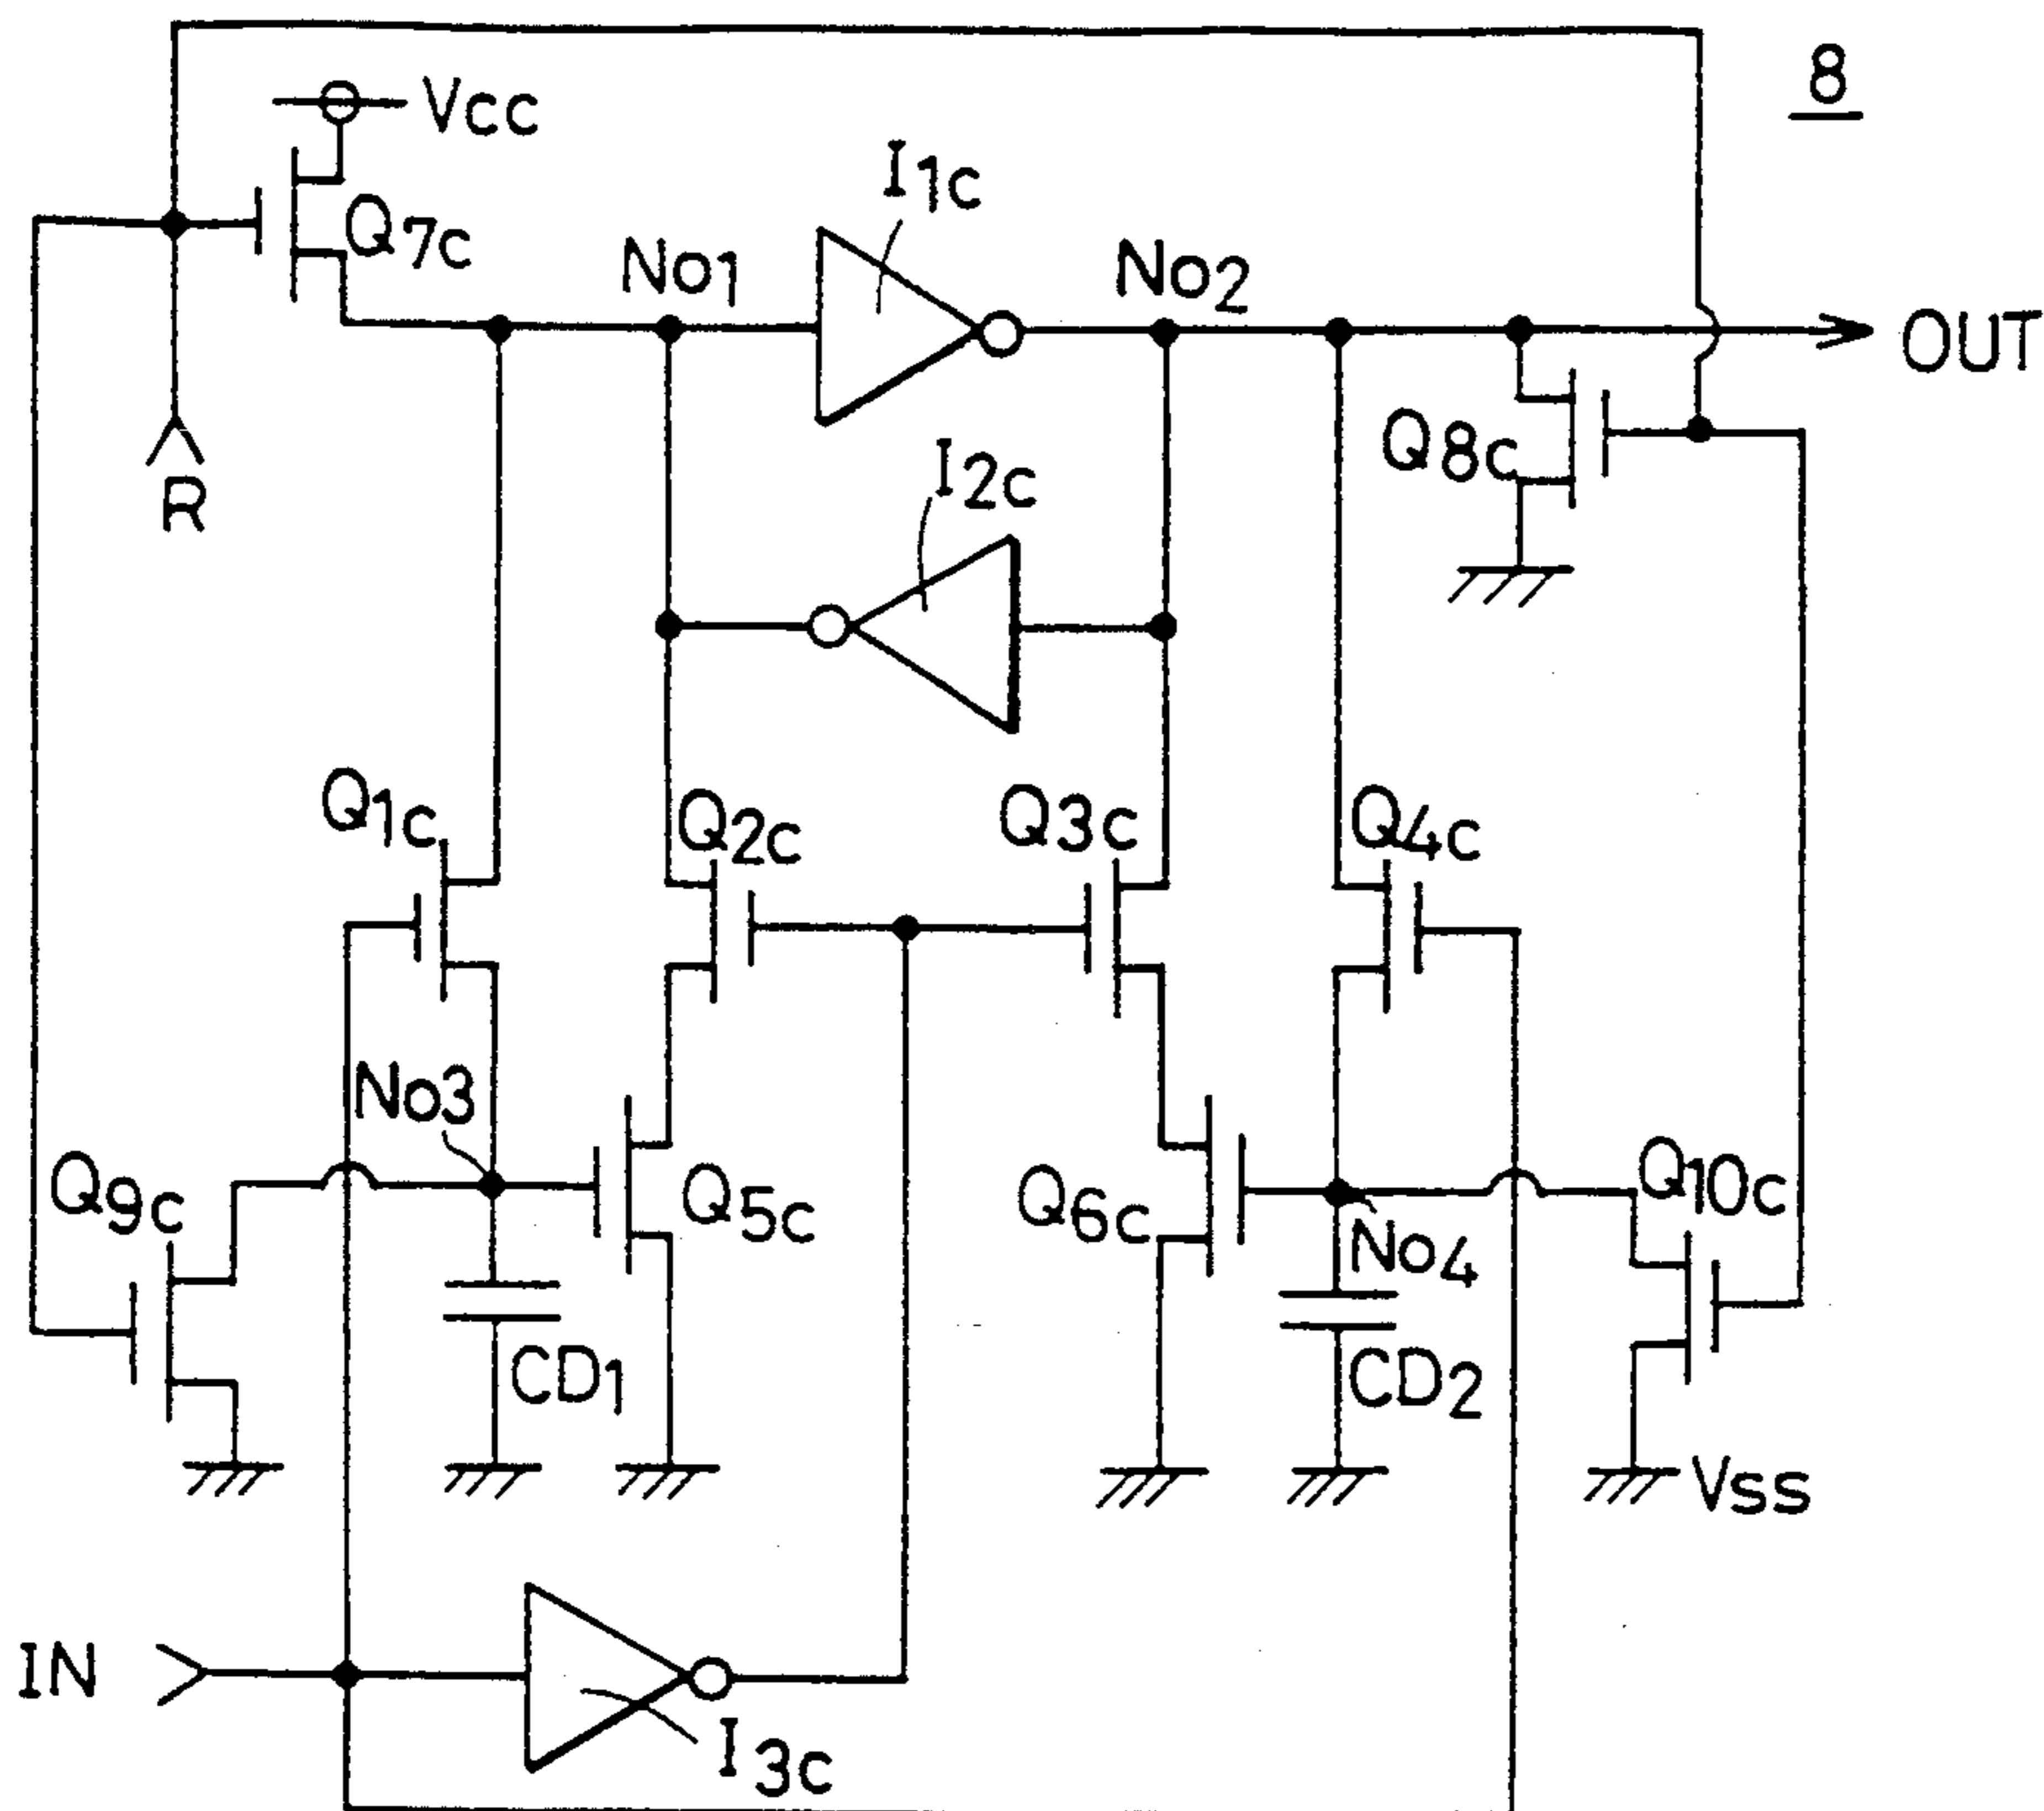 8
Vcc
I1c
Q7c
No1
No2
OUT
R
Q8c
I2c
Q1c
Q2c
Q3c
Q4c
No3
Q9c
Q5c
Q6c
Q10c
No4
CD1
CD2
Vss
IN
I3c